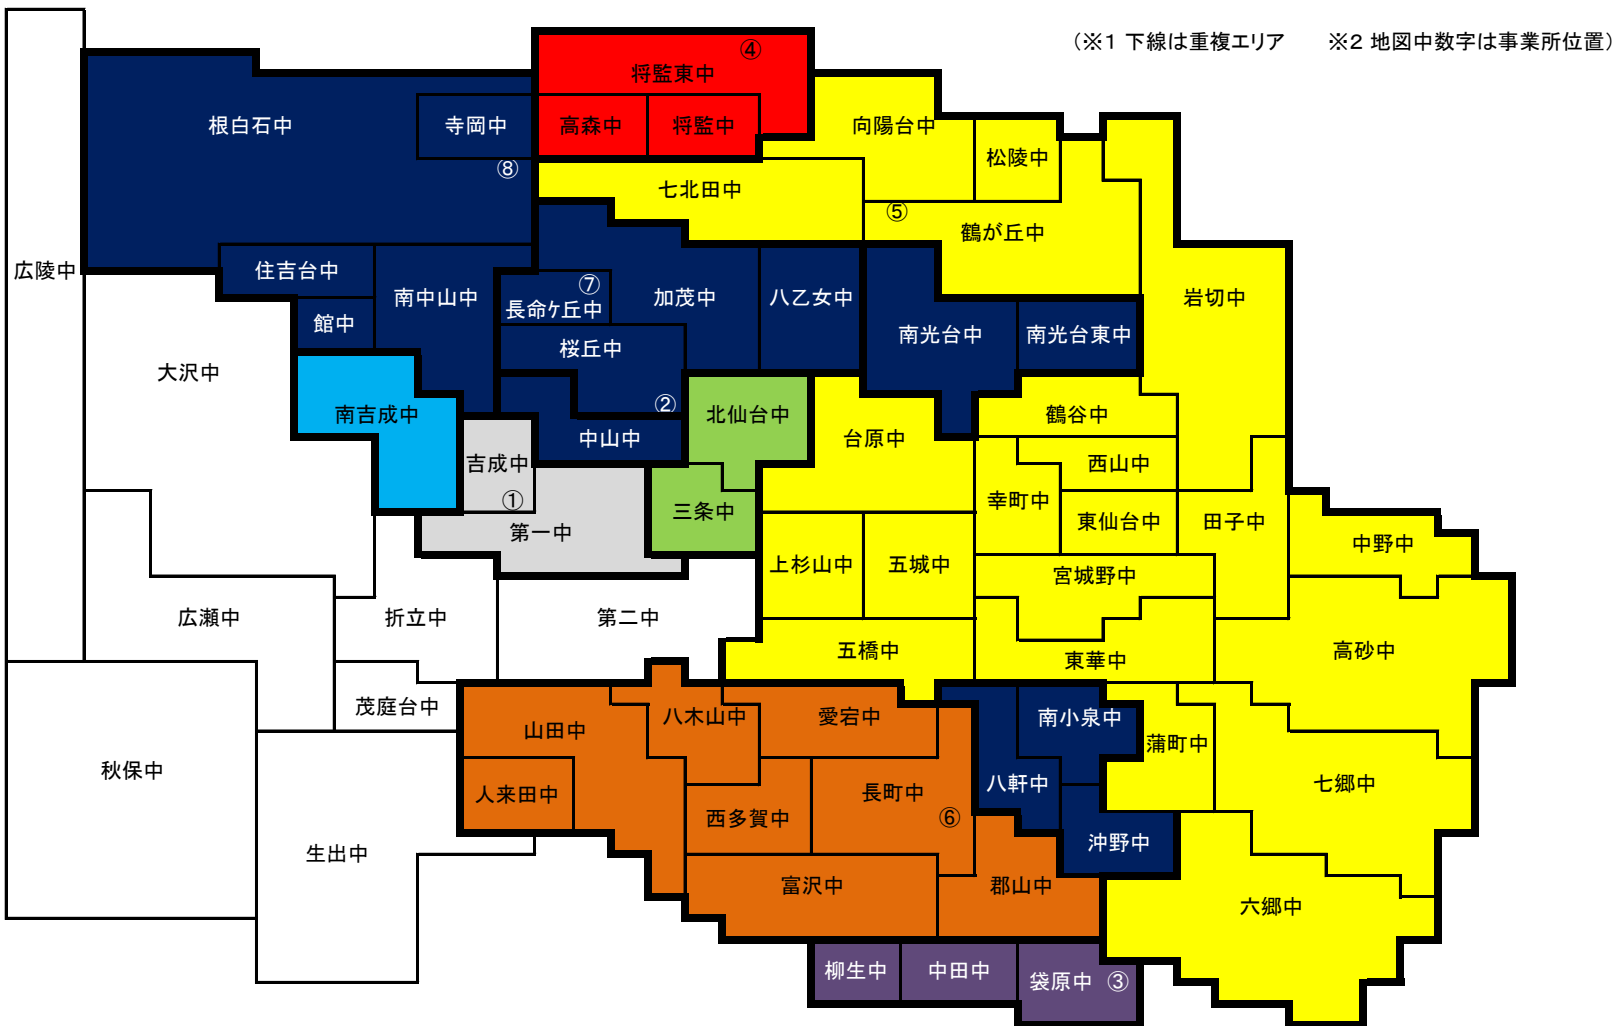 (※1 下線は重複エリア　※2 地図中数字は事業所位置)
④
将監東中
根白石中
寺岡中
高森中
将監中
向陽台中
松陵中
⑧
七北田中
⑤
鶴が丘中
広陵中
住吉台中
南中山中
⑦
長命ケ丘中
加茂中
八乙女中
岩切中
館中
桜丘中
南光台中
南光台東中
大沢中
南吉成中
②
北仙台中
鶴谷中
中山中
台原中
吉成中
西山中
①
三条中
幸町中
東仙台中
田子中
第一中
中野中
上杉山中
五城中
宮城野中
広瀬中
折立中
第二中
五橋中
東華中
高砂中
茂庭台中
八木山中
愛宕中
南小泉中
山田中
蒲町中
秋保中
人来田中
長町中
八軒中
七郷中
西多賀中
⑥
生出中
沖野中
富沢中
郡山中
六郷中
柳生中
中田中
袋原中 ③